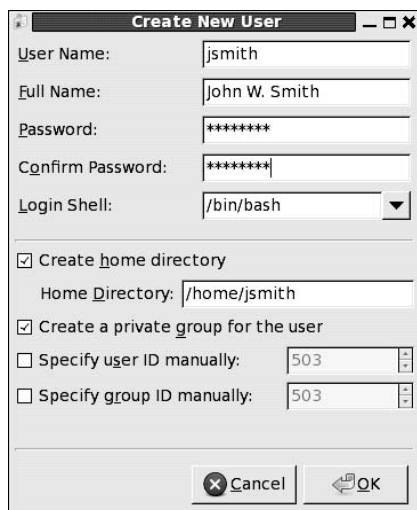 Create New User
User Name: jsmith
Full Name: John W. Smith
Password: ********
Confirm Password: ********
Login Shell: /bin/bash
Create home directory
Home Directory: /home/jsmith
Create a private group for the user
Specify user ID manually: 503
Specify group ID manually: 503
Cancel OK